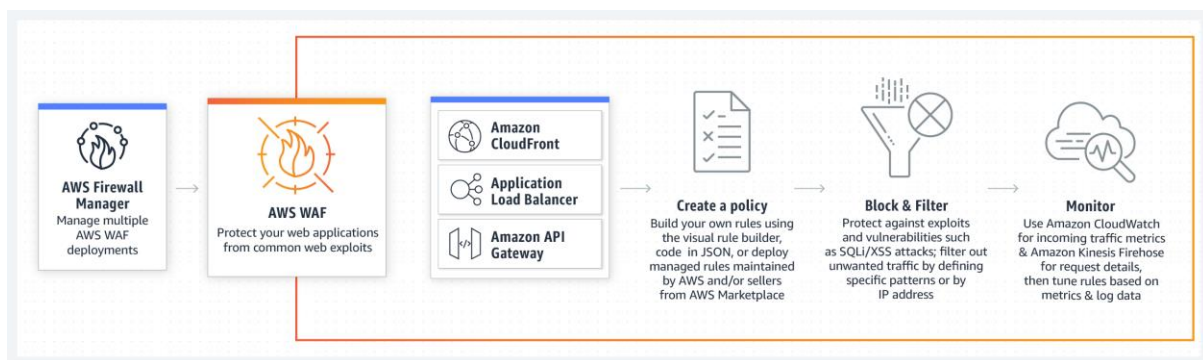 AWS Firewall
Manager
Manage multiple
AWS WAF
deployments
AWS WAF
Protect your web applications
from common web exploits
Amazon
CloudFront
Application
Load Balancer
Amazon API
Gateway
Create a policy
Build your own rules using
the visual rule builder,
code in JSON, or deploy
managed rules maintained
by AWS and/or sellers
from AWS Marketplace
Block & Filter
Protect against exploits
and vulnerabilities such
as SQLi/XSS attacks; filter out
unwanted traffic by defining
specific patterns or by
IP address
Monitor
Use Amazon CloudWatch
for incoming traffic metrics
& Amazon Kinesis Firehose
for request details,
then tune rules based on
metrics & log data